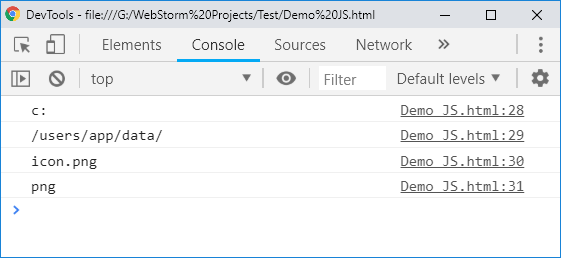 DevTools - file:///G:/WebStorm%20Projects/Test/Demo%20JS.html
Elements Console Sources Network »
top Filter Default levels
c: Demo JS.html:28
/users/app/data/ Demo JS.html:29
icon.png Demo JS.html:30
png Demo JS.html:31
>